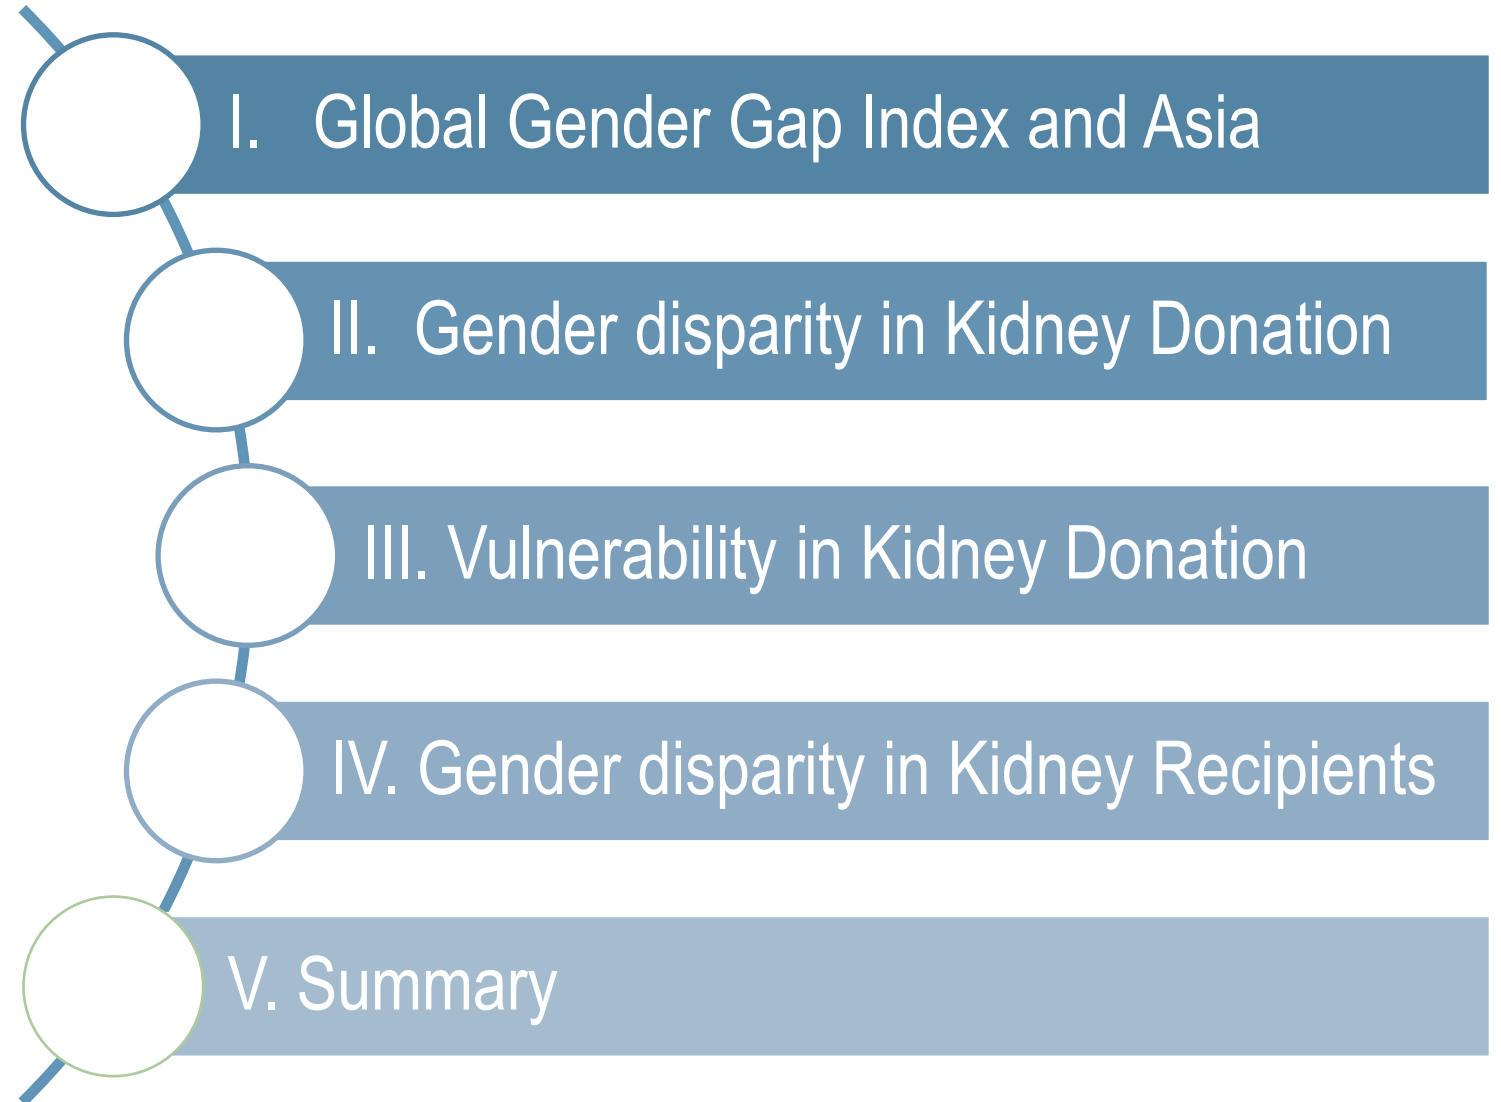 I. Global Gender Gap Index and Asia
II. Gender disparity in Kidney Donation
III. Vulnerability in Kidney Donation
IV. Gender disparity in Kidney Recipients
V. Summary